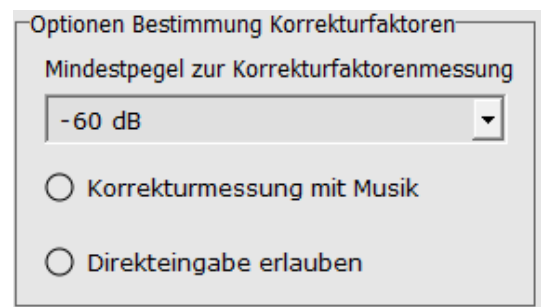 Optionen Bestimmung Korrekturfaktoren
Mindestpegel zur Korrekturfaktorenmessung
-60 dB
Korrekturmessung mit Musik
Direkteingabe erlauben